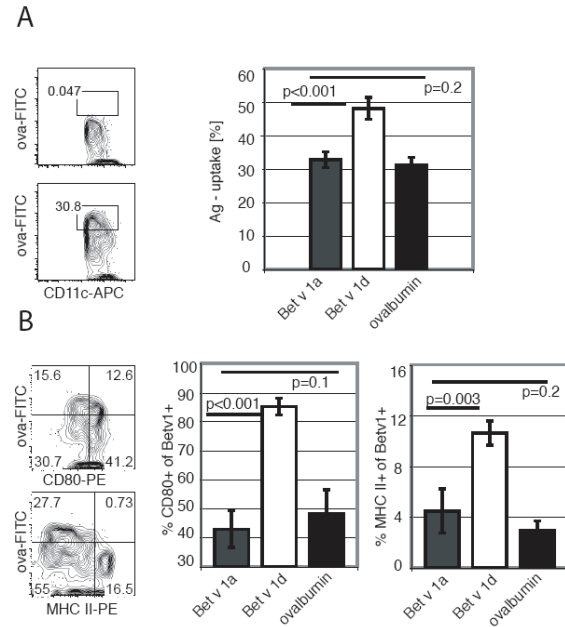 A
0.047
ova-FITC
30.8
ova-FITC
CD11c-APC
60
50
40
30
20
10
0
Ag - uptake [%]
p<0.001
p=0.2
Bet v 1a
Bet v 1d
ovalbumin
B
15.6 12.6
ova-FITC
30.7 41.2
CD80-PE
27.7 0.73
ova-FITC
55 16.5
MHC II-PE
100
90
80
70
60
50
40
30
% CD80+ of Betv1+
p=0.1
p<0.001
Bet v 1a
Bet v 1d
ovalbumin
16
12
8
4
0
% MHC II+ of Betv1+
p=0.2
p=0.003
Bet v 1a
Bet v 1d
ovalbumin